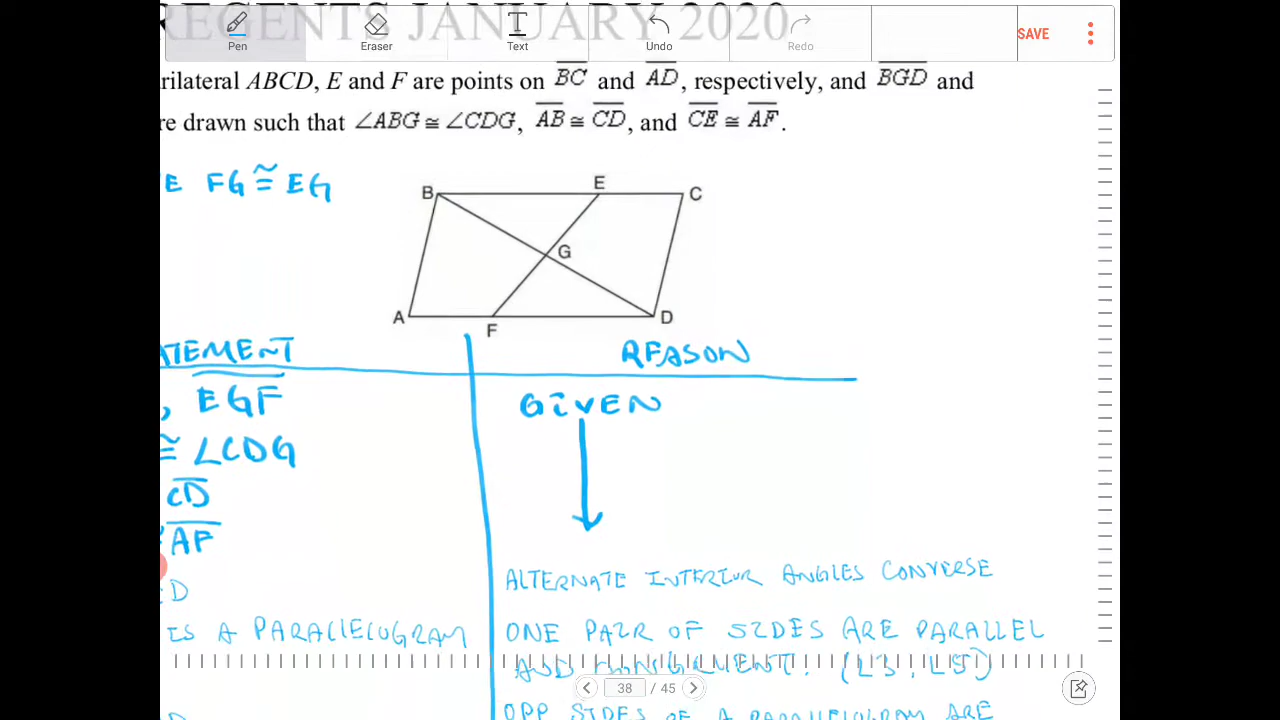 REGENTS JANUARY 2020
Pen Eraser Text Undo Redo SAVE
rilateral ABCD, E and F are points on BC and AD, respectively, and BGD and
re drawn such that ∠ABG ≅ ∠CDG, AB ≅ CD, and CE ≅ AF.
E FG ≅ EG
B E C
G
A F D
ATEMENT REASON
, EGF GIVEN
≅ ∠CDG
CD
≅ AF
D ALTERNATE INTERIOR ANGLES CONVERSE
IS A PARALLELOGRAM ONE PAIR OF SIDES ARE PARALLEL
AND (L3, L5)
38 / 45
OPP SIDES OF A PARALLELOGRAM ARE